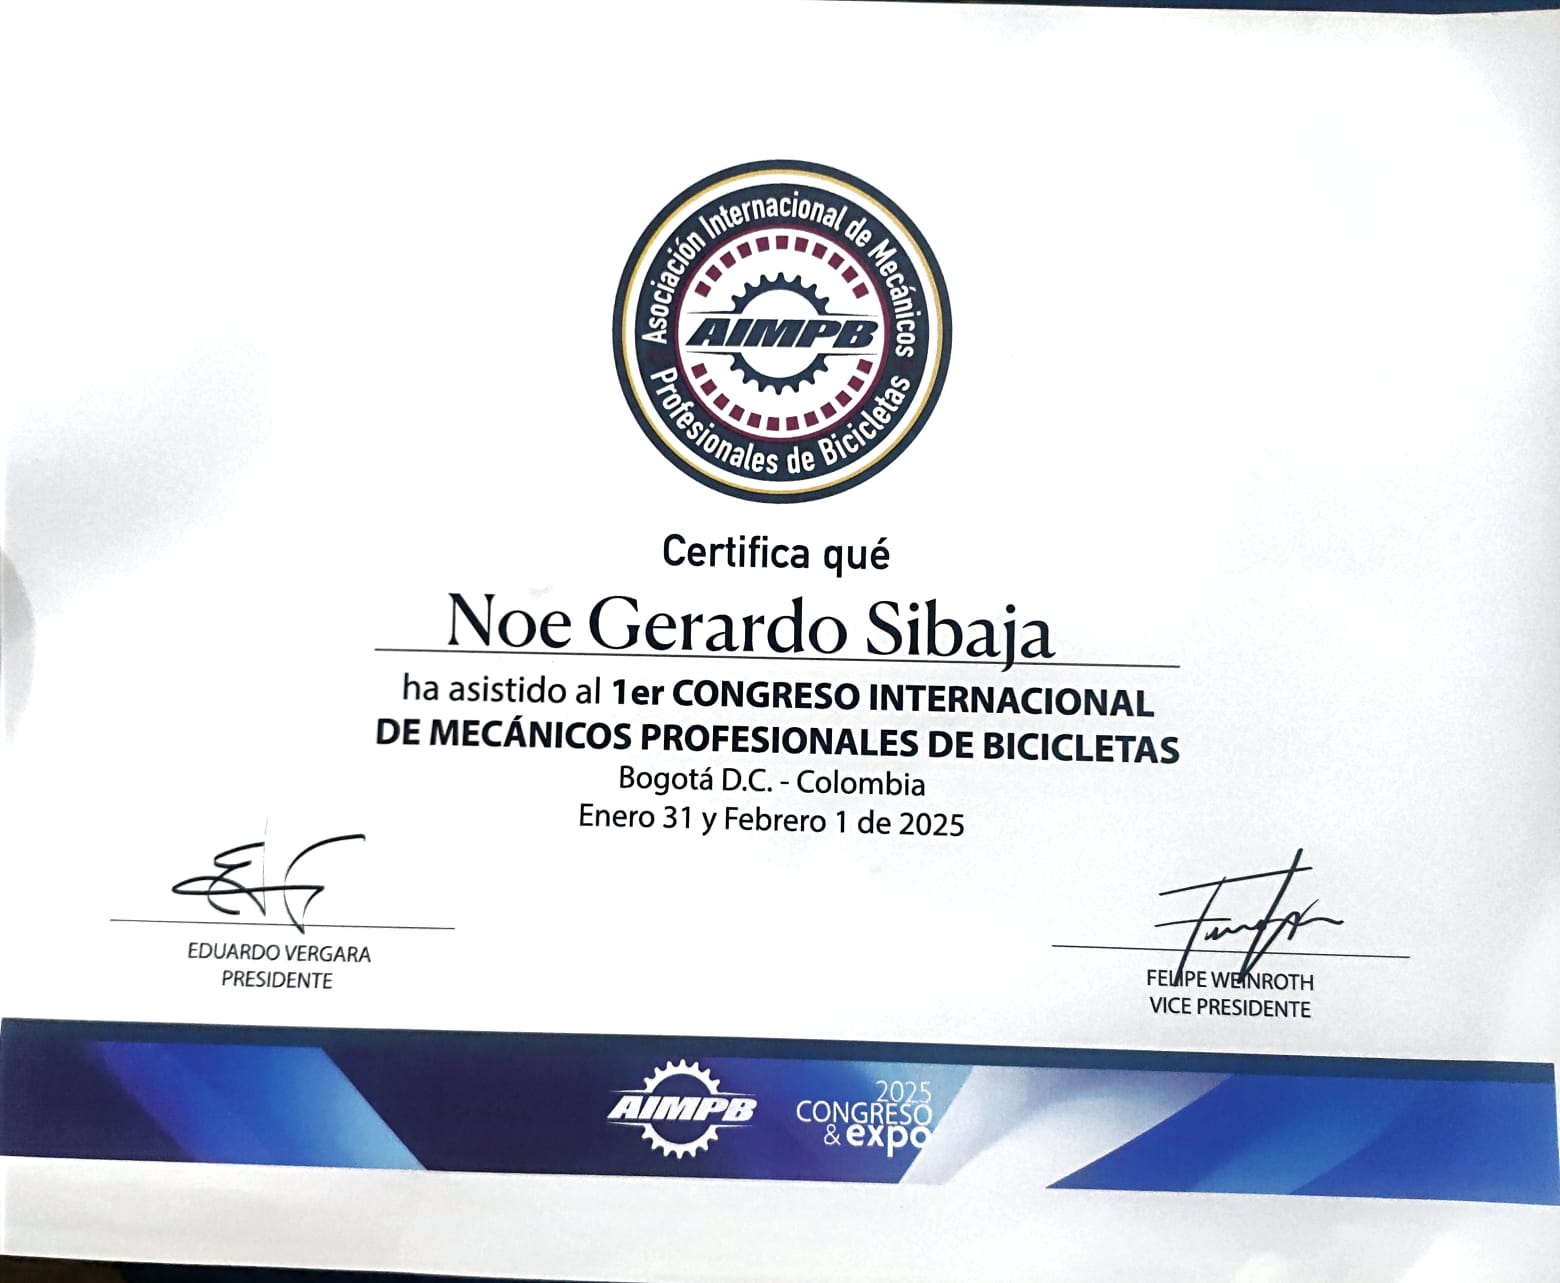 Asociación Internacional de Mecánicos
Profesionales de Bicicletas
AIMPB
Certifica qué
Noe Gerardo Sibaja
ha asistido al 1er CONGRESO INTERNACIONAL
DE MECÁNICOS PROFESIONALES DE BICICLETAS
Bogotá D.C. - Colombia
Enero 31 y Febrero 1 de 2025
EDUARDO VERGARA
PRESIDENTE
FELIPE WEINROTH
VICE PRESIDENTE
AIMPB
2025
CONGRESO
& expo